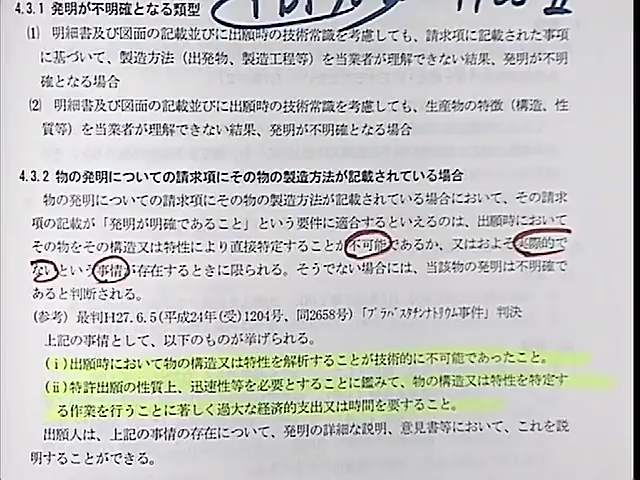 4.3.1 発明が不明確となる類型
(1) 明細書及び図面の記載並びに出願時の技術常識を考慮しても、請求項に記載された事項
に基づいて、製造方法（出発物、製造工程等）を当業者が理解できない結果、発明が不明
確となる場合
(2) 明細書及び図面の記載並びに出願時の技術常識を考慮しても、生産物の特徴（構造、性
質等）を当業者が理解できない結果、発明が不明確となる場合
4.3.2 物の発明についての請求項にその物の製造方法が記載されている場合
物の発明についての請求項にその物の製造方法が記載されている場合において、その請求
項の記載が「発明が明確であること」という要件に適合するといえるのは、出願時において
その物をその構造又は特性により直接特定することが不可能であるか、又はおよそ実際的で
ないという事情が存在するときに限られる。そうでない場合には、当該物の発明は不明確で
あると判断される。
(参考) 最判H27.6.5(平成24年(受)1204号、同2658号)「プラバスタチンナトリウム事件」判決
上記の事情として、以下のものが挙げられる。
(ⅰ)出願時において物の構造又は特性を解析することが技術的に不可能であったこと。
(ⅱ)特許出願の性質上、迅速性等を必要とすることに鑑みて、物の構造又は特性を特定す
る作業を行うことに著しく過大な経済的支出又は時間を要すること。
出願人は、上記の事情の存在について、発明の詳細な説明、意見書等において、これを説
明することができる。